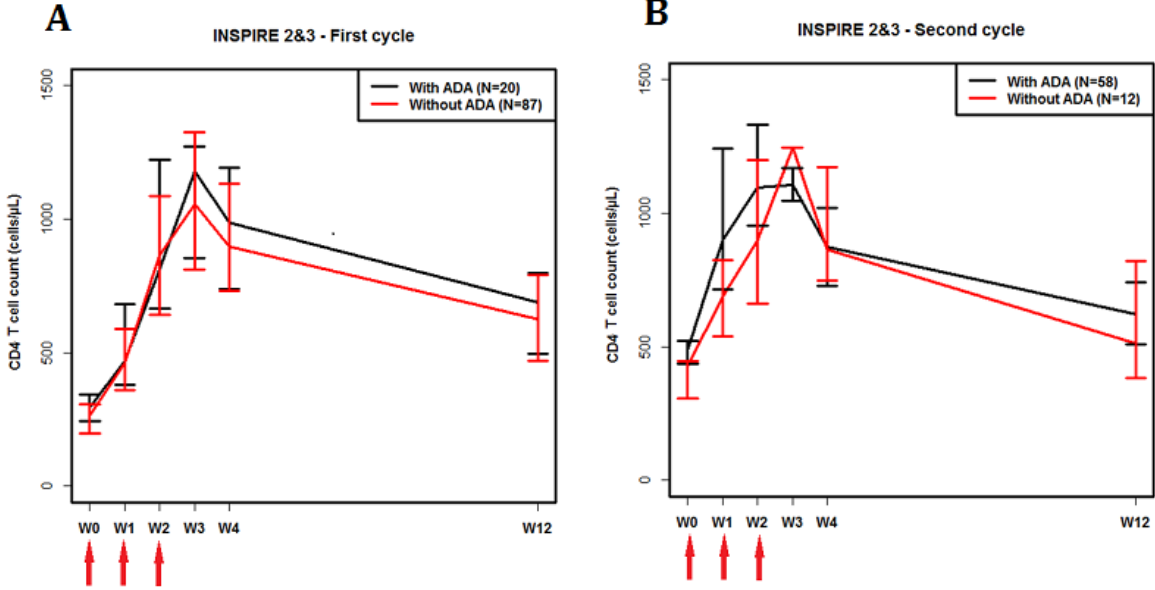 A
INSPIRE 2&3 - First cycle
With ADA (N=20)
Without ADA (N=87)
CD4 T cell count (cells/µL)
1500
1000
500
0
W0 W1 W2 W3 W4 W12
B
INSPIRE 2&3 - Second cycle
With ADA (N=58)
Without ADA (N=12)
CD4 T cell count (cells/µL)
1500
1000
500
0
W0 W1 W2 W3 W4 W12